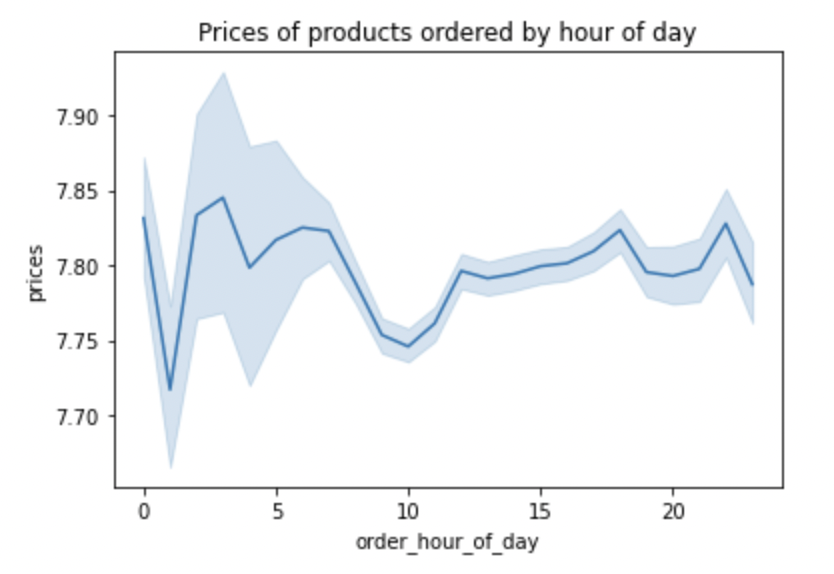 Prices of products ordered by hour of day
7.90
7.85
7.80
7.75
7.70
prices
0 5 10 15 20
order_hour_of_day